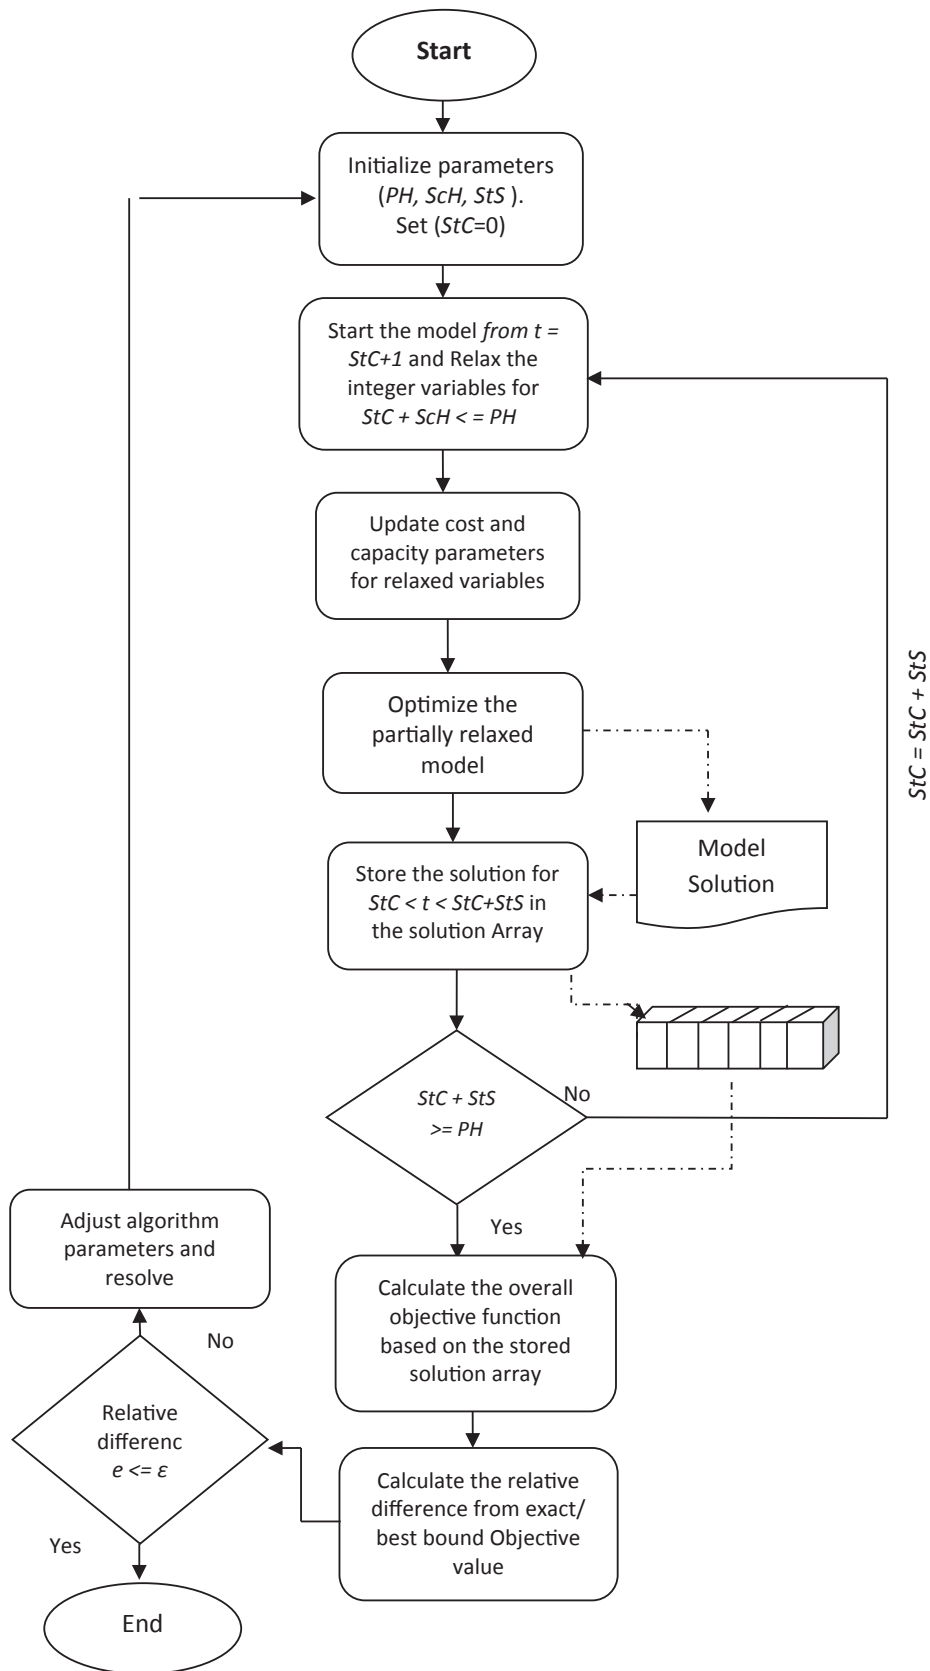 Start
Initialize parameters
(PH, ScH, StS ).
Set (StC=0)
Start the model from t =
StC+1 and Relax the
integer variables for
StC + ScH < = PH
Update cost and
capacity parameters
for relaxed variables
StC = StC + StS
Optimize the
partially relaxed
model
Model
Solution
Store the solution for
StC < t < StC+StS in
the solution Array
StC + StS
>= PH
No
Yes
Adjust algorithm
parameters and
resolve
Calculate the overall
objective function
based on the stored
solution array
No
Relative
differenc
e <= ε
Calculate the relative
difference from exact/
best bound Objective
value
Yes
End